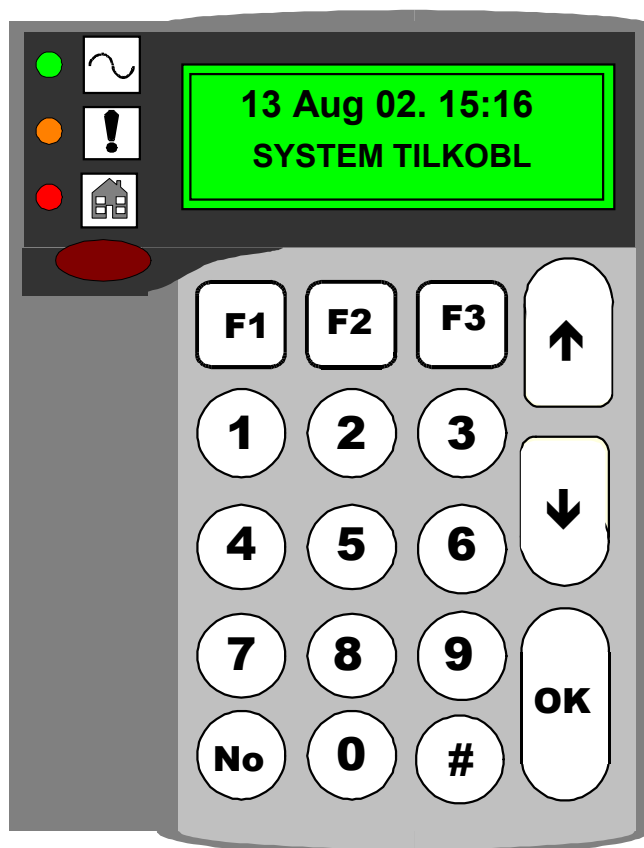 !
13 Aug 02. 15:16
SYSTEM TILKOBL
F1 F2 F3 ↑
1 2 3
4 5 6 ↓
7 8 9
OK
No 0 #